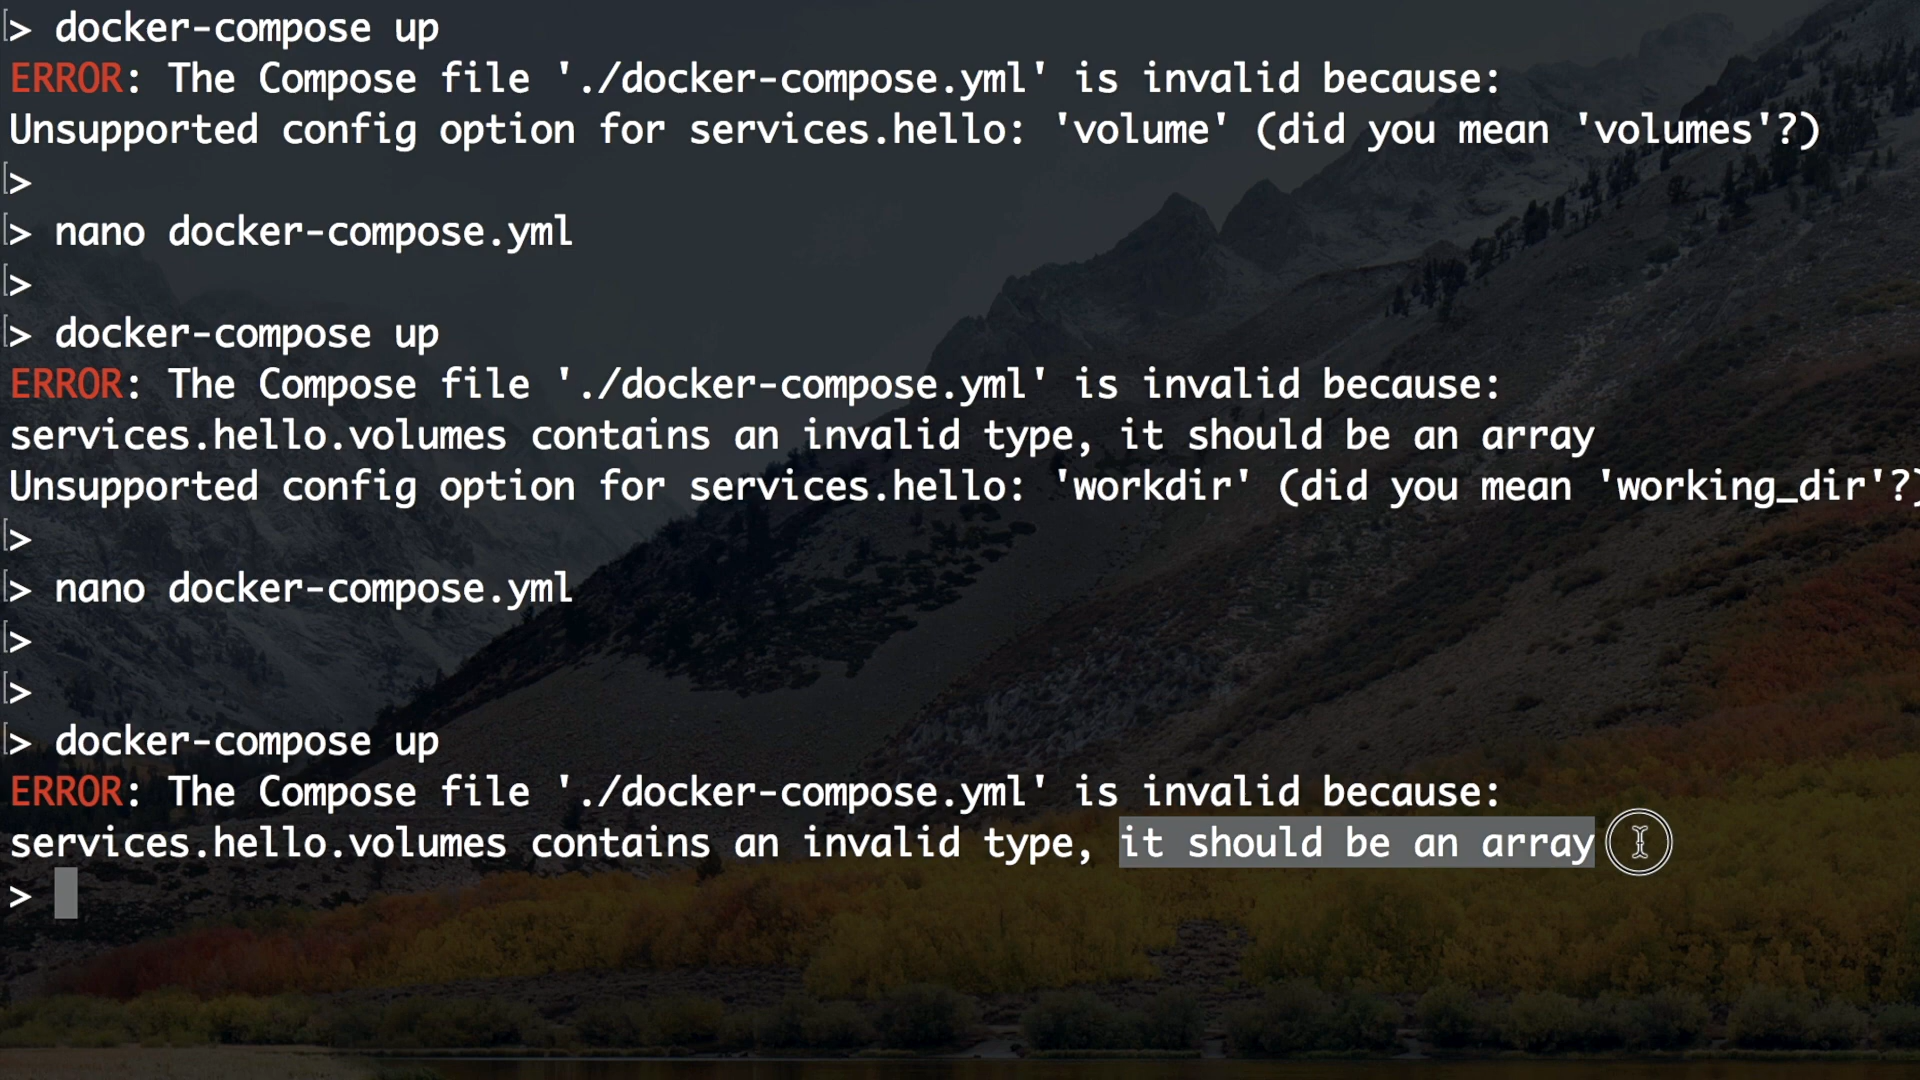 > docker-compose up
ERROR: The Compose file './docker-compose.yml' is invalid because:
Unsupported config option for services.hello: 'volume' (did you mean 'volumes'?)
>
> nano docker-compose.yml
>
> docker-compose up
ERROR: The Compose file './docker-compose.yml' is invalid because:
services.hello.volumes contains an invalid type, it should be an array
Unsupported config option for services.hello: 'workdir' (did you mean 'working_dir'?)
>
> nano docker-compose.yml
>
>
> docker-compose up
ERROR: The Compose file './docker-compose.yml' is invalid because:
services.hello.volumes contains an invalid type, it should be an array
>